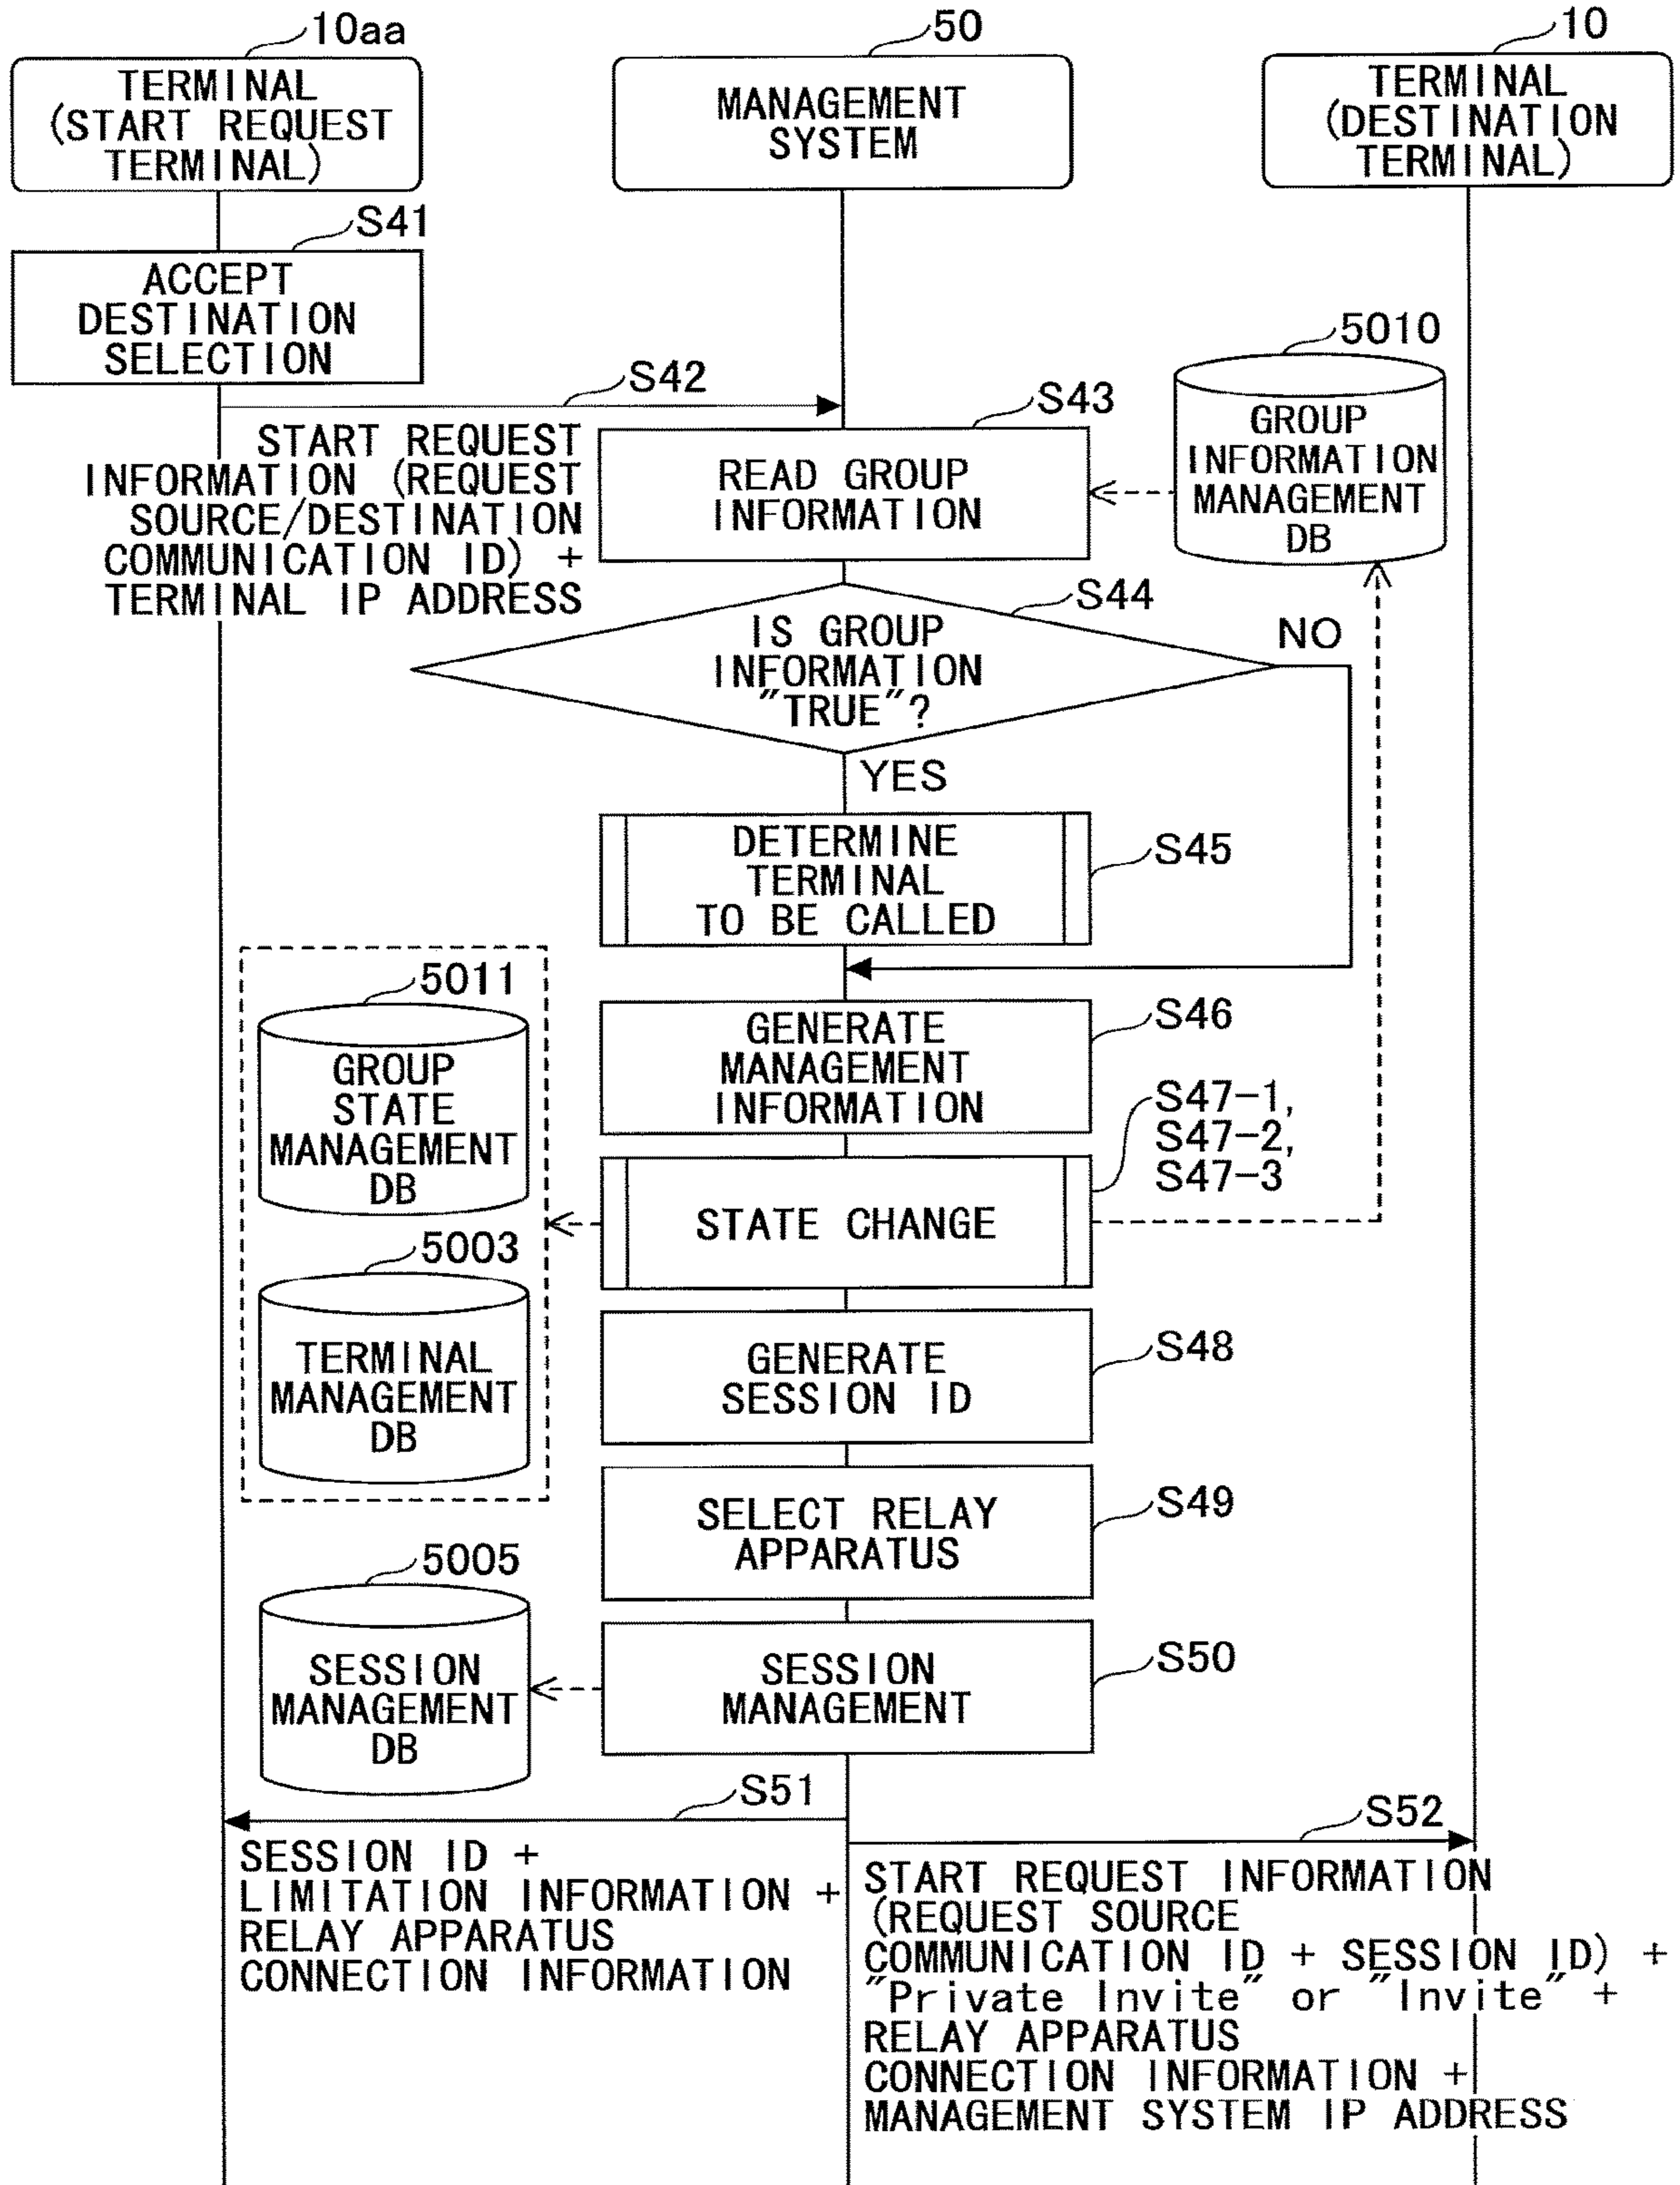 10aa
TERMINAL
(START REQUEST
TERMINAL)
50
MANAGEMENT
SYSTEM
10
TERMINAL
(DESTINATION
TERMINAL)
S41
ACCEPT
DESTINATION
SELECTION
S42
START REQUEST
INFORMATION (REQUEST
SOURCE/DESTINATION
COMMUNICATION ID) +
TERMINAL IP ADDRESS
S43
READ GROUP
INFORMATION
5010
GROUP
INFORMATION
MANAGEMENT
DB
S44
IS GROUP
INFORMATION
"TRUE"?
NO
YES
DETERMINE
TERMINAL
TO BE CALLED
S45
5011
GROUP
STATE
MANAGEMENT
DB
GENERATE
MANAGEMENT
INFORMATION
S46
S47-1,
S47-2,
S47-3
STATE CHANGE
5003
TERMINAL
MANAGEMENT
DB
GENERATE
SESSION ID
S48
SELECT RELAY
APPARATUS
S49
5005
SESSION
MANAGEMENT
DB
SESSION
MANAGEMENT
S50
S51
SESSION ID +
LIMITATION INFORMATION +
RELAY APPARATUS
CONNECTION INFORMATION
S52
START REQUEST INFORMATION
(REQUEST SOURCE
COMMUNICATION ID + SESSION ID) +
"Private Invite" or "Invite" +
RELAY APPARATUS
CONNECTION INFORMATION +
MANAGEMENT SYSTEM IP ADDRESS